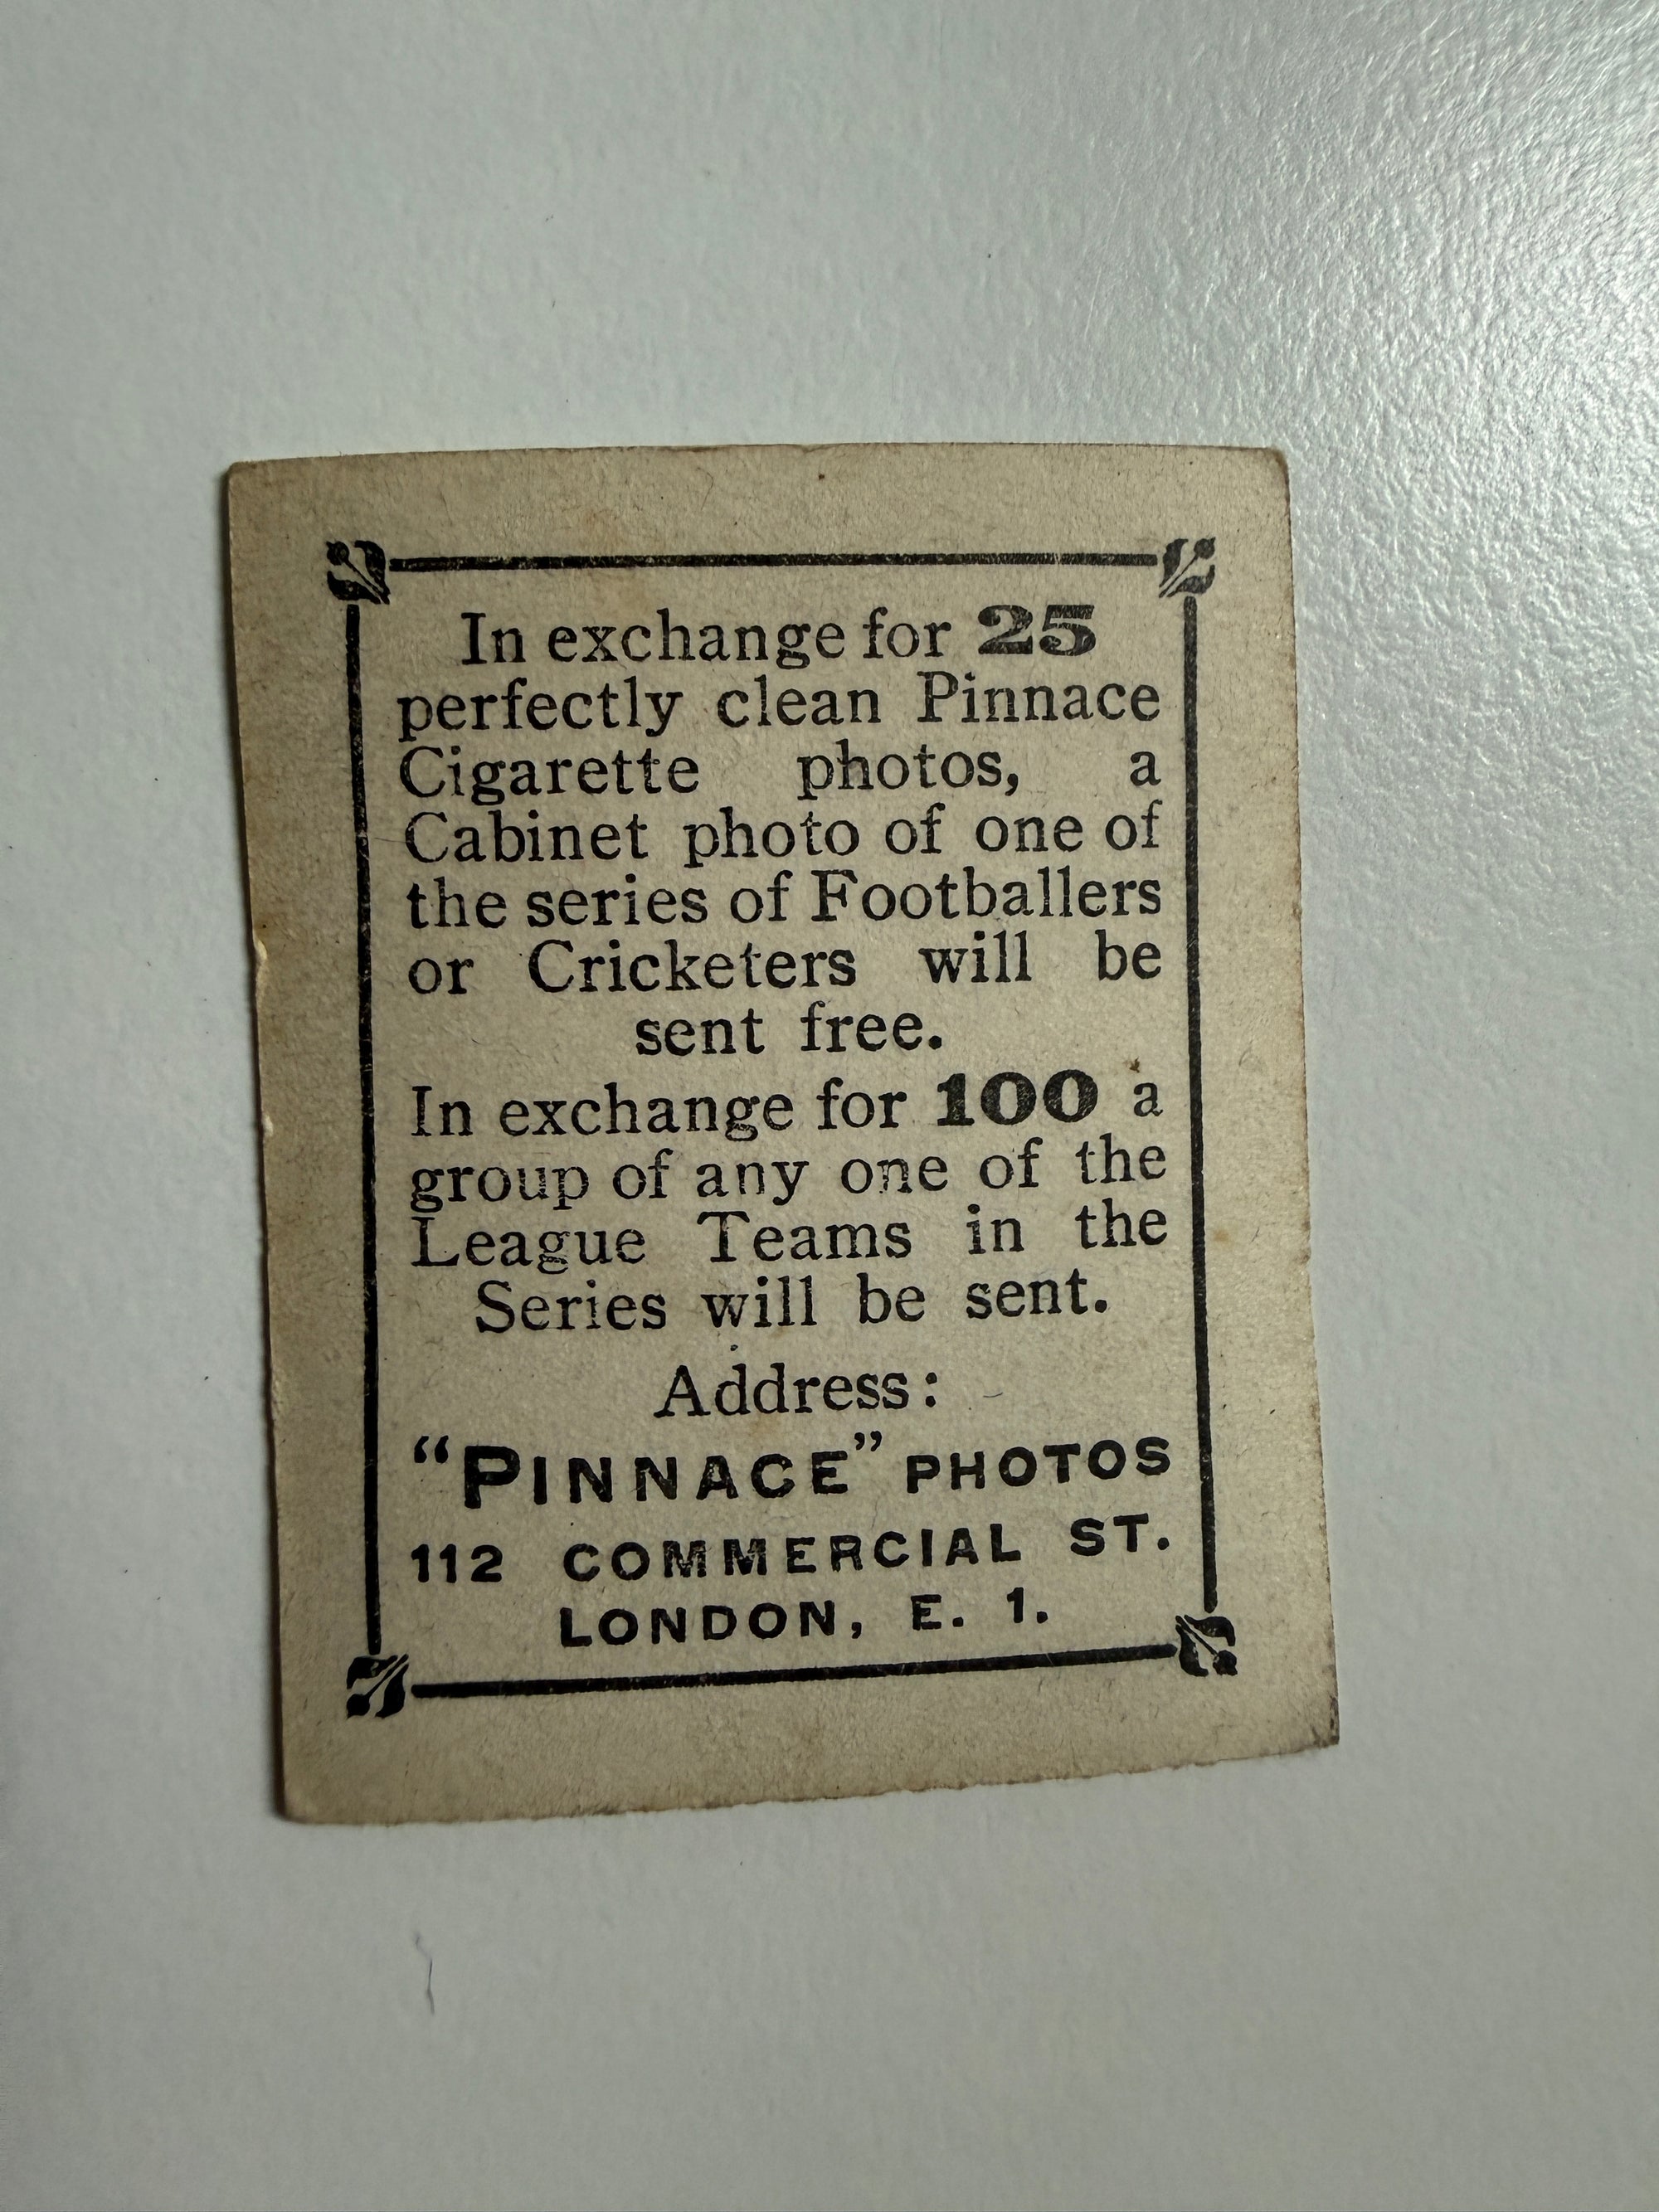 In exchange for 25
perfectly clean Pinnace
Cigarette photos, a
Cabinet photo of one of
the series of Footballers
or Cricketers will be
sent free.
In exchange for 100 a
group of any one of the
League Teams in the
Series will be sent.
Address:
“PINNACE” PHOTOS
112 COMMERCIAL ST.
LONDON, E. 1.